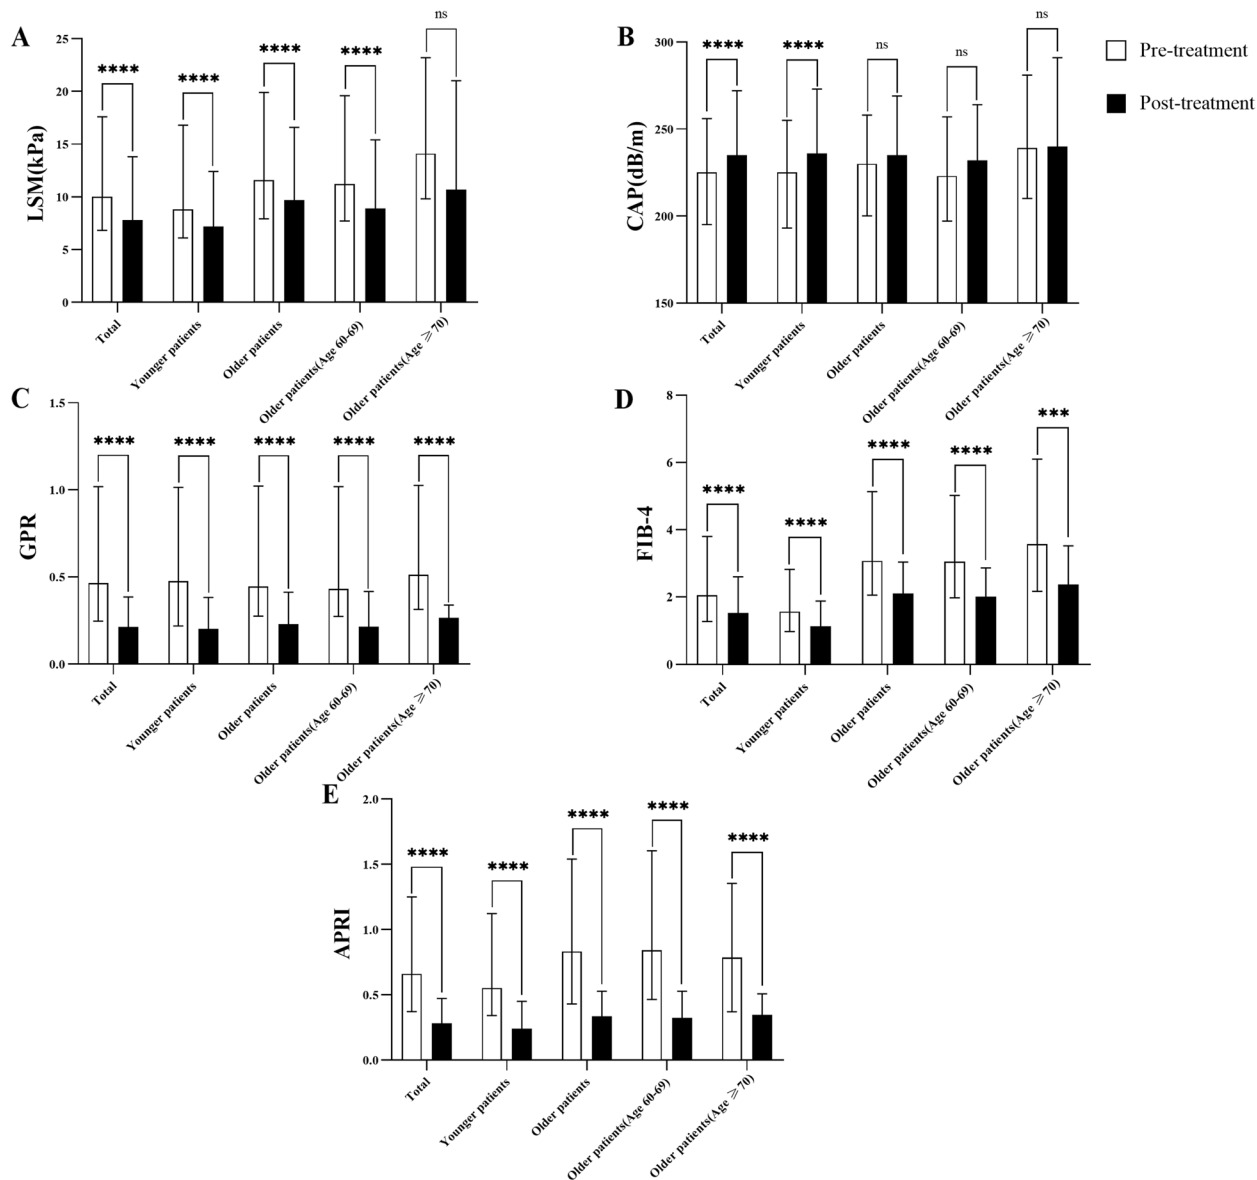 A
LSM(kPa)
25
20
15
10
5
0
****
****
****
****
ns
Total
Younger patients
Older patients
Older patients(Age 60-69)
Older patients(Age ⩾ 70)
B
CAP(dB/m)
300
250
200
150
****
****
ns
ns
ns
Total
Younger patients
Older patients
Older patients(Age 60-69)
Older patients(Age ⩾ 70)
Pre-treatment
Post-treatment
C
GPR
1.5
1.0
0.5
0.0
****
****
****
****
****
Total
Younger patients
Older patients
Older patients(Age 60-69)
Older patients(Age ⩾ 70)
D
FIB-4
8
6
4
2
0
****
****
****
****
***
Total
Younger patients
Older patients
Older patients(Age 60-69)
Older patients(Age ⩾ 70)
E
APRI
2.0
1.5
1.0
0.5
0.0
****
****
****
****
****
Total
Younger patients
Older patients
Older patients(Age 60-69)
Older patients(Age ⩾ 70)